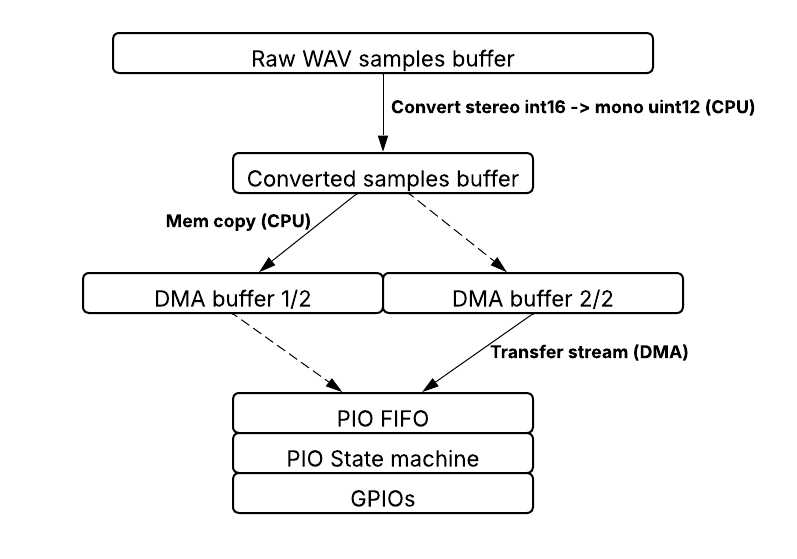 Raw WAV samples buffer
Convert stereo int16 -> mono uint12 (CPU)
Converted samples buffer
Mem copy (CPU)
DMA buffer 1/2
DMA buffer 2/2
Transfer stream (DMA)
PIO FIFO
PIO State machine
GPIOs